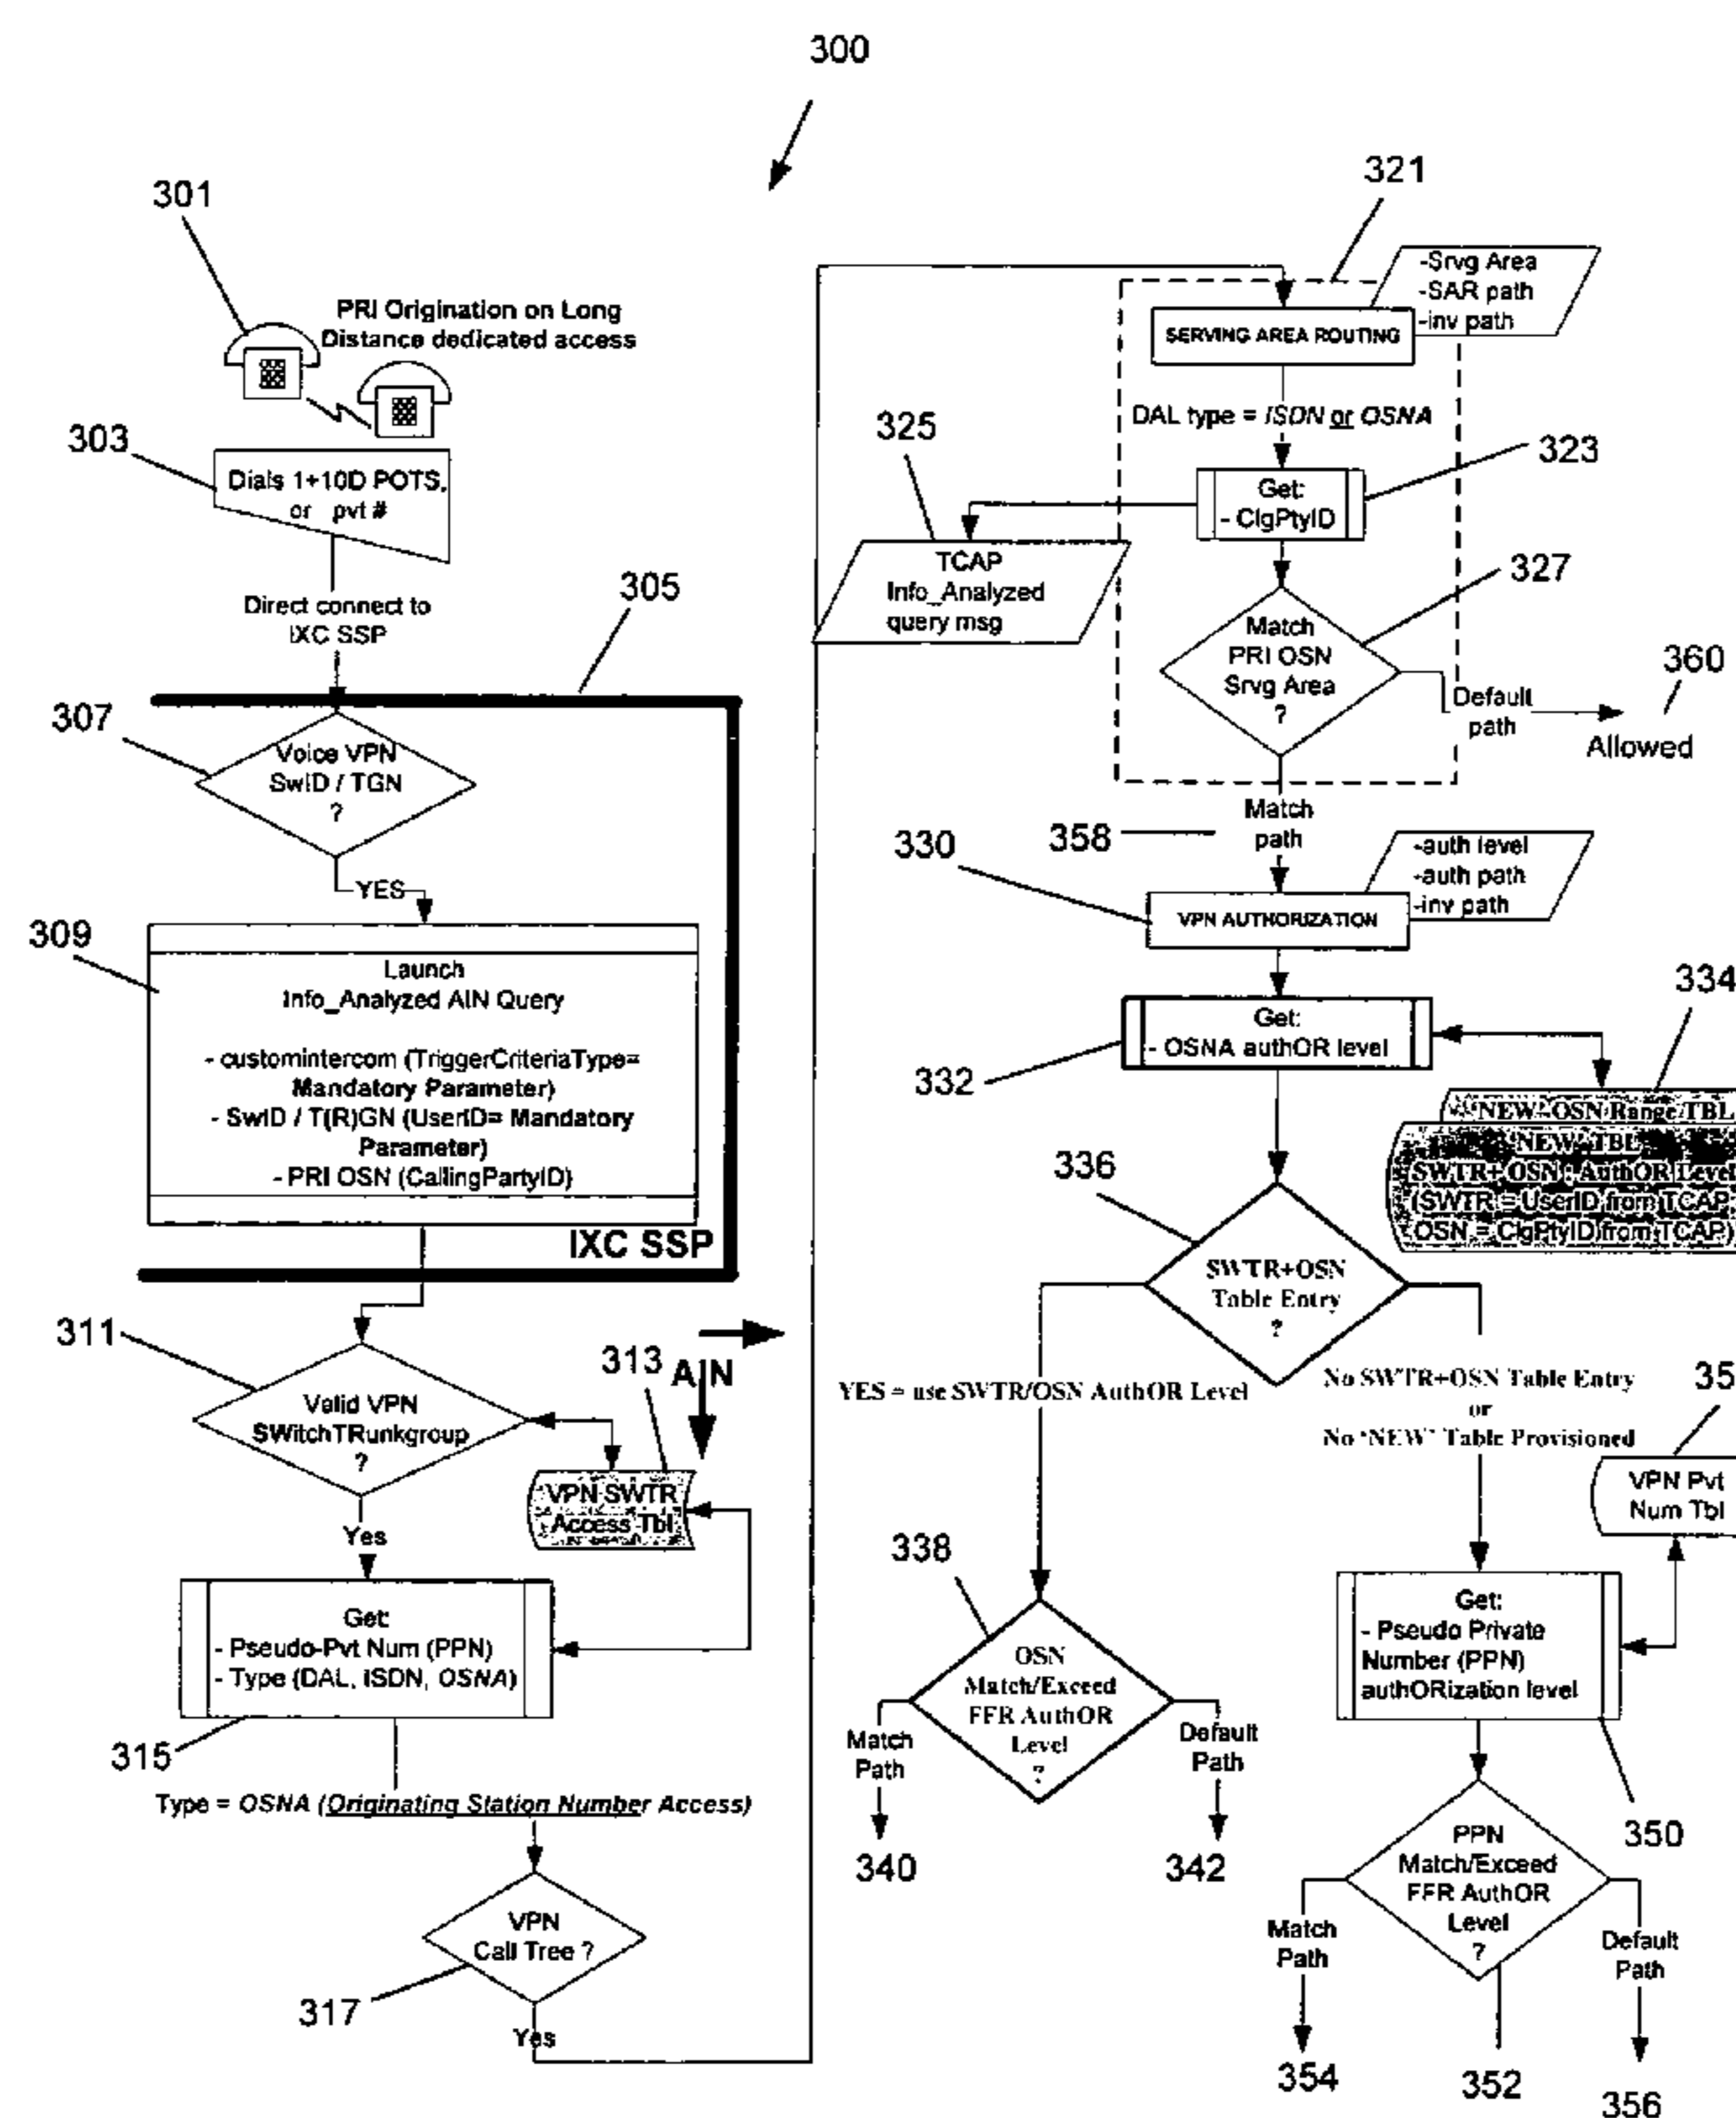 300
301
PRI Origination on Long
Distance dedicated access
303
Dials 1+10D POTS,
or pvt #
Direct connect to
IXC SSP
305
307
Voice VPN
SwID / TGN
?
YES
309
Launch
Info_Analyzed AIN Query
- customintercom (TriggerCriteriaType=
Mandatory Parameter)
- SwID / T(R)GN (UserID= Mandatory
Parameter)
- PRI OSN (CallingPartyID)
IXC SSP
311
Valid VPN
SWitchTRunkgroup
?
313
AIN
VPN SWTR
Access Tbl
Yes
Get:
- Pseudo-Pvt Num (PPN)
- Type (DAL, ISDN, OSNA)
315
Type = OSNA (Originating Station Number Access)
VPN
Call Tree ?
317
Yes
321
-Srvg Area
-SAR path
-inv path
SERVING AREA ROUTING
DAL type = ISDN or OSNA
323
Get:
- ClgPtyID
325
TCAP
Info_Analyzed
query msg
327
Match
PRI OSN
Srvg Area
?
Default
path
360
Allowed
Match
path
358
330
-auth level
-auth path
-inv path
VPN AUTHORIZATION
Get:
- OSNA authOR level
332
334
"NEW" OSN Range TBL
"NEW" TBL
SWTR+ OSN: AuthOR Level
(SWTR = UserID from TCAP
OSN = ClgPtyID from TCAP)
336
SWTR+OSN
Table Entry
?
YES = use SWTR/OSN AuthOR Level
No SWTR+OSN Table Entry
or
No 'NEW' Table Provisioned
35
VPN Pvt
Num Tbl
338
OSN
Match/Exceed
FFR AuthOR
Level
?
Match
Path
Default
Path
340
342
Get:
- Pseudo Private
Number (PPN)
authORization level
350
PPN
Match/Exceed
FFR AuthOR
Level
?
Match
Path
Default
Path
354
352
356